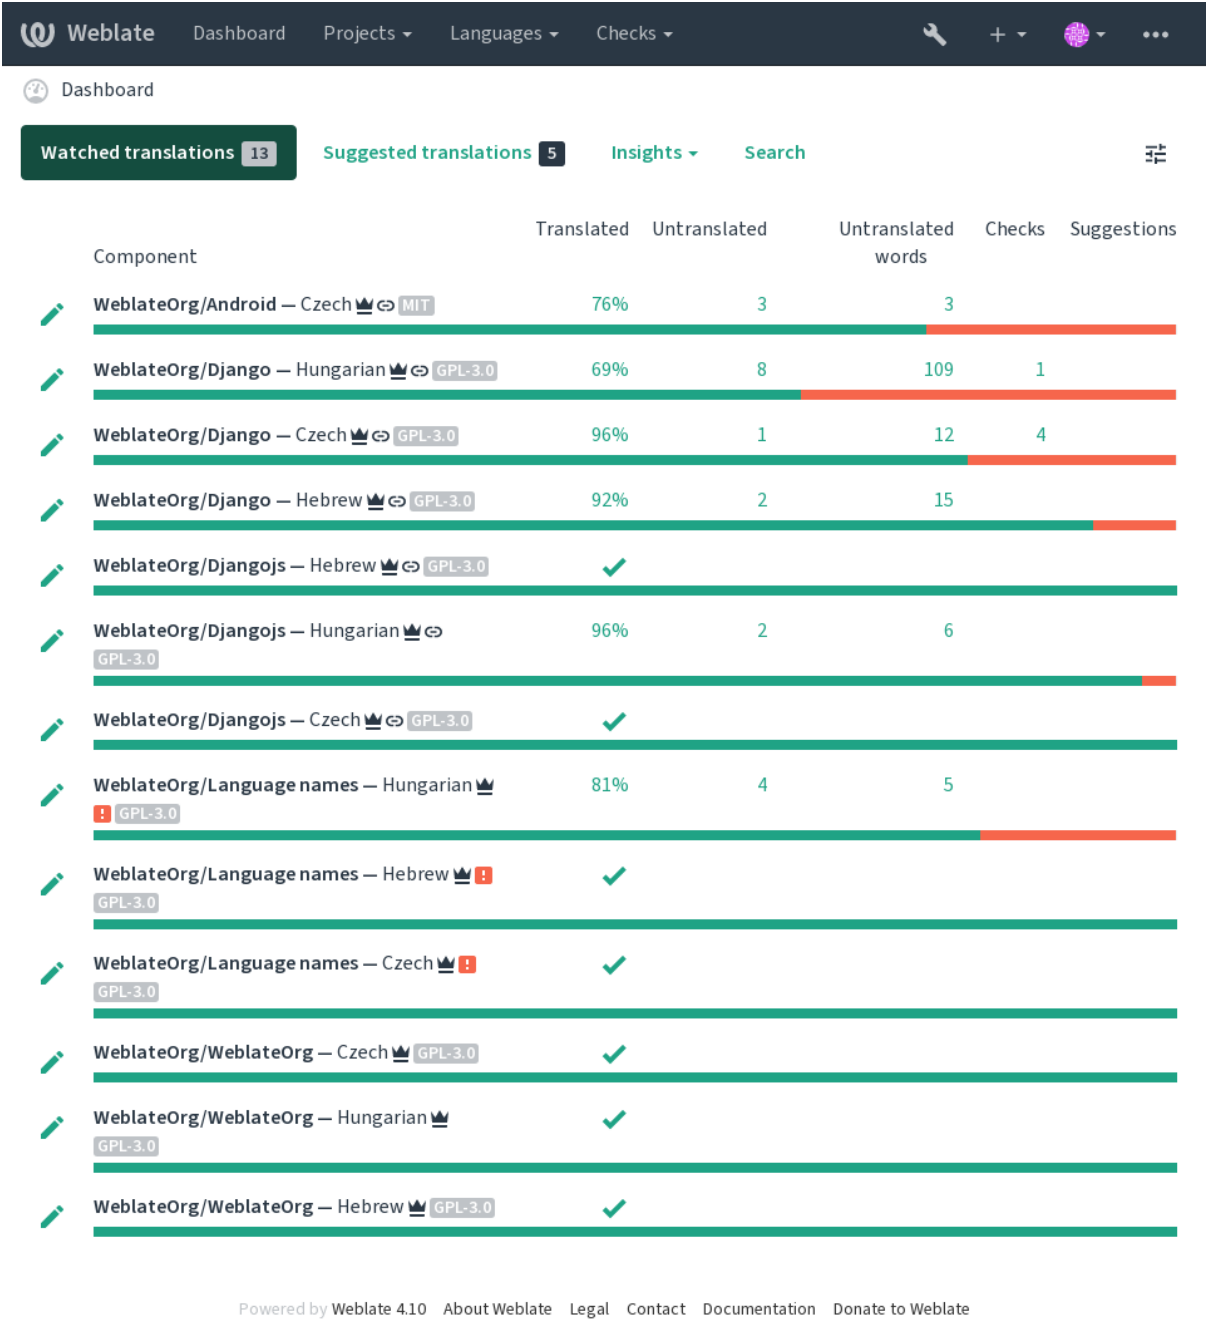 Weblate Dashboard Projects Languages Checks
Dashboard
Watched translations 13 Suggested translations 5 Insights Search
Component Translated Untranslated Untranslated words Checks Suggestions
WeblateOrg/Android — Czech MIT 76% 3 3
WeblateOrg/Django — Hungarian GPL-3.0 69% 8 109 1
WeblateOrg/Django — Czech GPL-3.0 96% 1 12 4
WeblateOrg/Django — Hebrew GPL-3.0 92% 2 15
WeblateOrg/Djangojs — Hebrew GPL-3.0
WeblateOrg/Djangojs — Hungarian 96% 2 6
GPL-3.0
WeblateOrg/Djangojs — Czech GPL-3.0
WeblateOrg/Language names — Hungarian 81% 4 5
GPL-3.0
WeblateOrg/Language names — Hebrew
GPL-3.0
WeblateOrg/Language names — Czech
GPL-3.0
WeblateOrg/WeblateOrg — Czech GPL-3.0
WeblateOrg/WeblateOrg — Hungarian
GPL-3.0
WeblateOrg/WeblateOrg — Hebrew GPL-3.0
Powered by Weblate 4.10 About Weblate Legal Contact Documentation Donate to Weblate